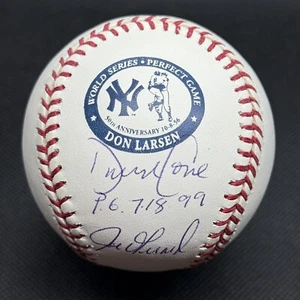 WORLD SERIES • PERFECT GAME
NY
50TH ANNIVERSARY 10-8-56
DON LARSEN
David Cone
P.G. 7.18.99